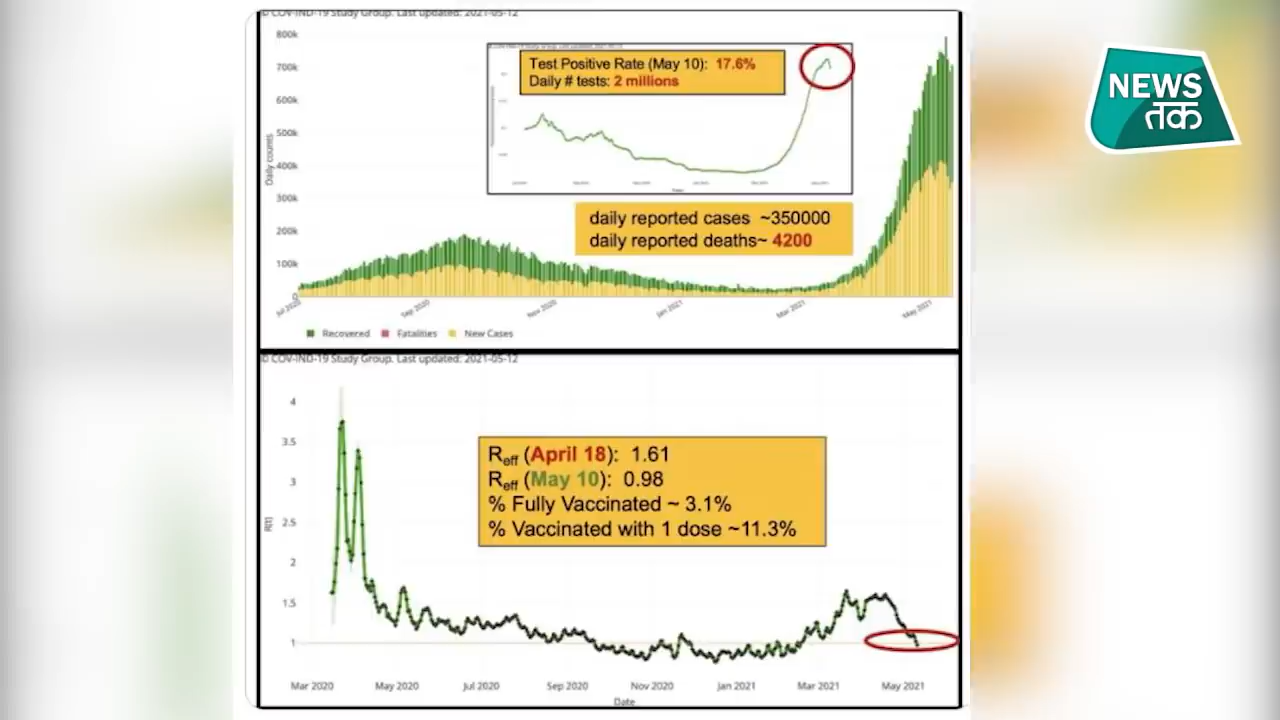 © COV-IND-19 Study Group. Last updated: 2021-05-12
800k
700k
600k
500k
400k
300k
200k
100k
0
Daily counts
Test Positive Rate (May 10): 17.6%
Daily # tests: 2 millions
daily reported cases ~350000
daily reported deaths~ 4200
Jul 2020
Sep 2020
Nov 2020
Jan 2021
Mar 2021
May 2021
Recovered Fatalities New Cases
NEWS
तक
© COV-IND-19 Study Group. Last updated: 2021-05-12
4
3.5
3
2.5
2
1.5
1
R(t)
Reff (April 18): 1.61
Reff (May 10): 0.98
% Fully Vaccinated ~ 3.1%
% Vaccinated with 1 dose ~11.3%
Mar 2020 May 2020 Jul 2020 Sep 2020 Nov 2020 Jan 2021 Mar 2021 May 2021
Date